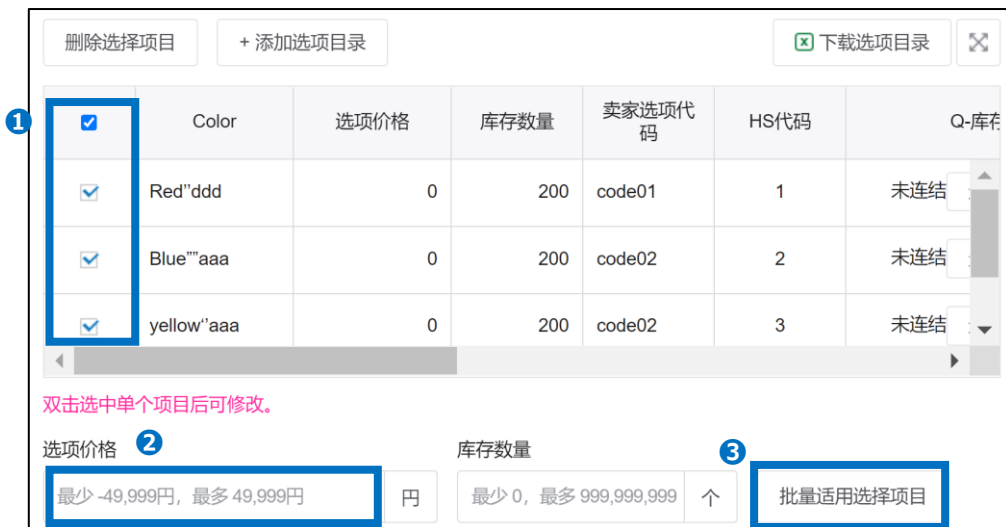 删除选择项目 + 添加选项目录 下载选项目录
1 Color 选项价格 库存数量 卖家选项代码 HS代码 Q-库存
Red"ddd 0 200 code01 1 未连结
Blue""aaa 0 200 code02 2 未连结
yellow‘'aaa 0 200 code02 3 未连结
双击选中单个项目后可修改。
选项价格 2 库存数量 3
最少 -49,999円，最多 49,999円 円 最少 0，最多 999,999,999 个 批量适用选择项目